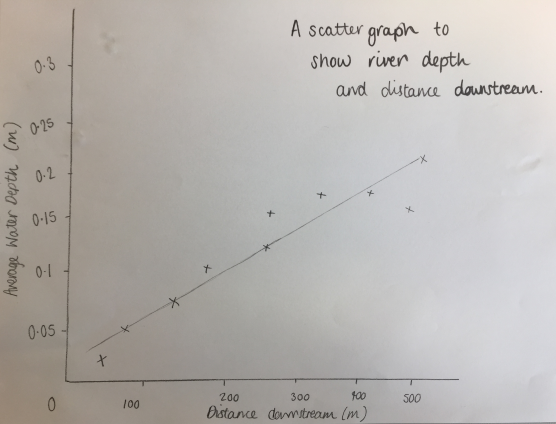 A scatter graph to
show river depth
and distance downstream.
Average Water Depth (m)
0.3
0.25
0.2
0.15
0.1
0.05
0
100
200
300
400
500
Distance downstream (m)